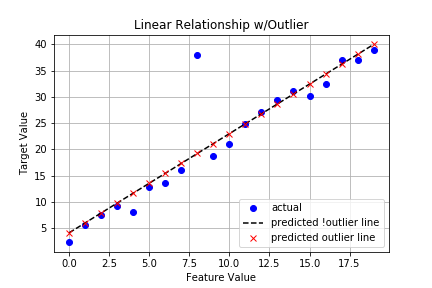 Linear Relationship w/Outlier
40
35
30
25
20
15
10
5
Target Value
actual
predicted !outlier line
predicted outlier line
0.0 2.5 5.0 7.5 10.0 12.5 15.0 17.5
Feature Value